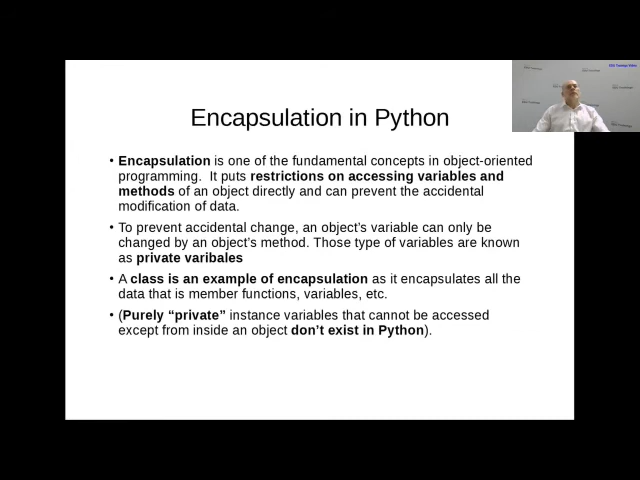 Encapsulation in Python
• Encapsulation is one of the fundamental concepts in object-oriented
programming. It puts restrictions on accessing variables and
methods of an object directly and can prevent the accidental
modification of data.
• To prevent accidental change, an object's variable can only be
changed by an object's method. Those type of variables are known
as private varibales
• A class is an example of encapsulation as it encapsulates all the
data that is member functions, variables, etc.
• (Purely “private” instance variables that cannot be accessed
except from inside an object don't exist in Python).